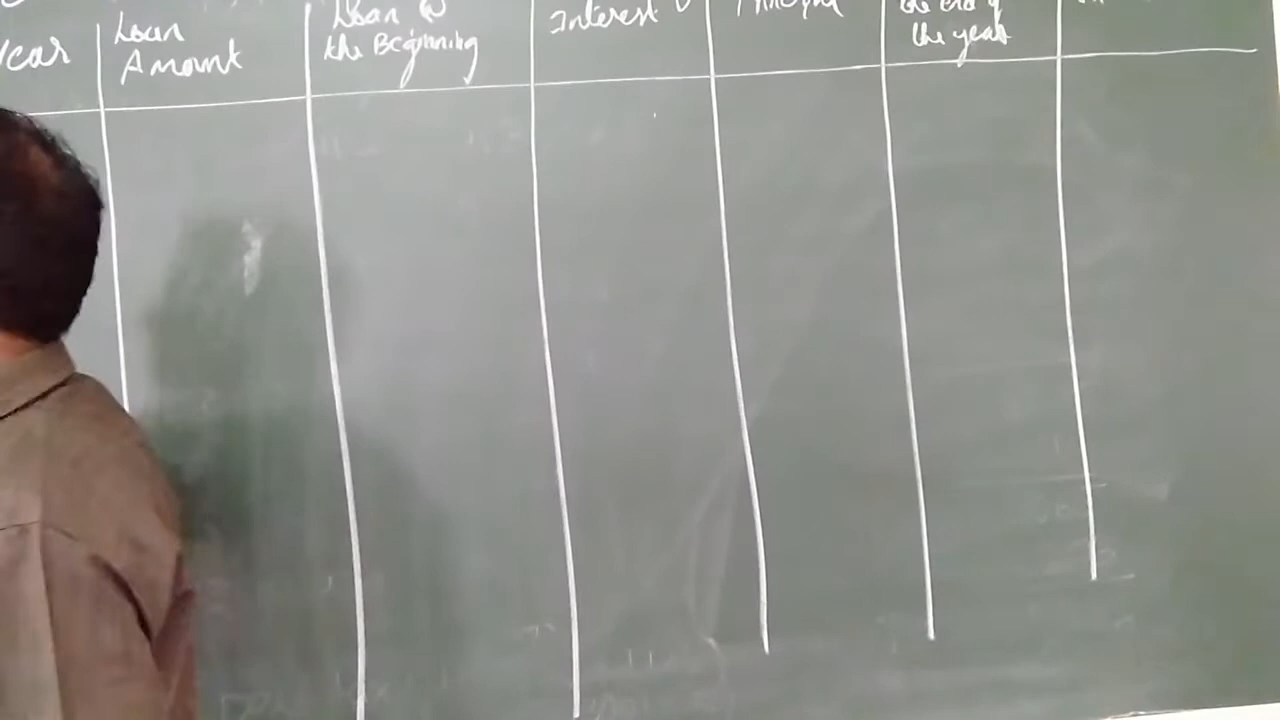 Year
Loan
Amount
Loan @
the Beginning
Interest
Principal
the end of
the year